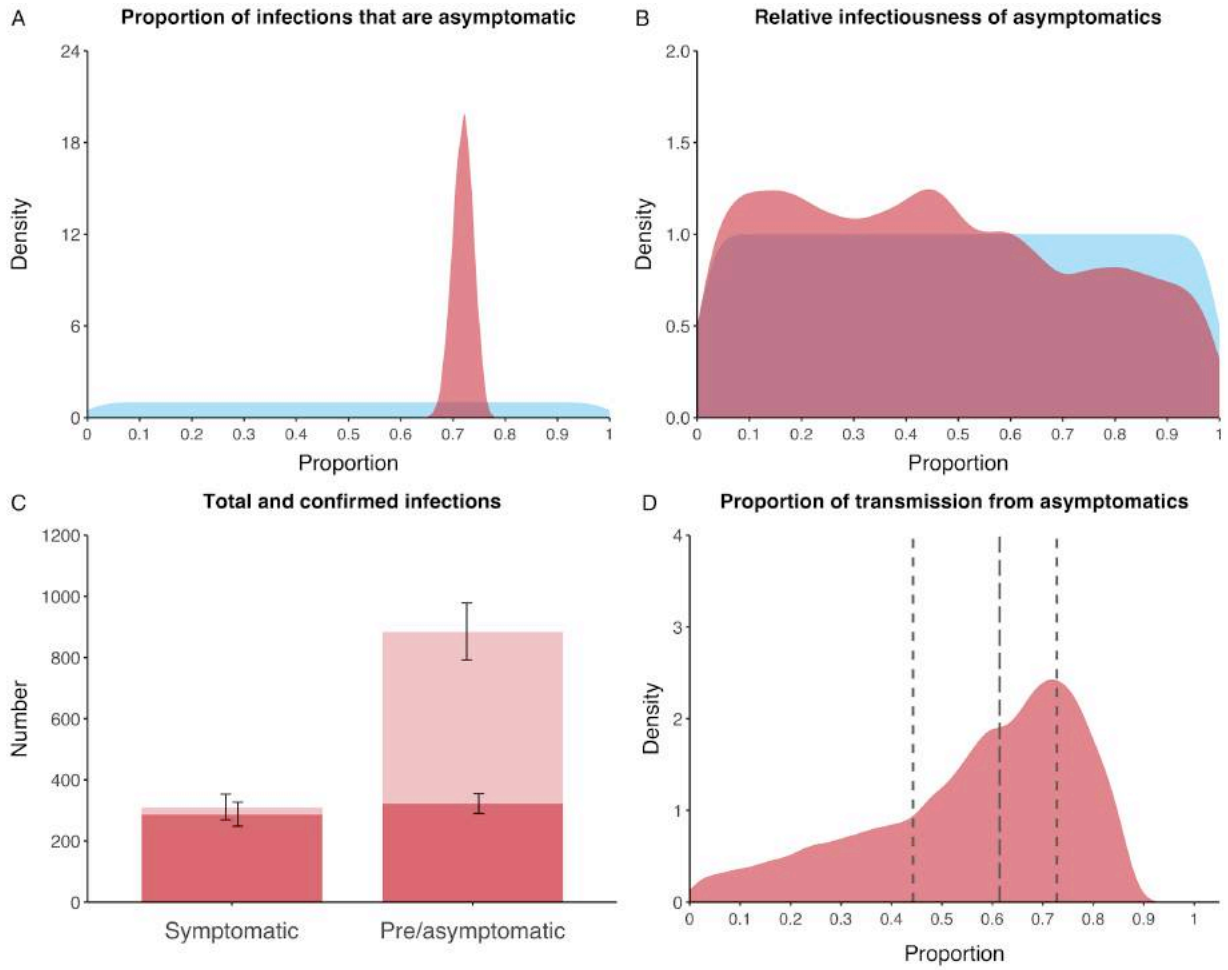 A
Proportion of infections that are asymptomatic
24
18
12
6
0
Density
0 0.1 0.2 0.3 0.4 0.5 0.6 0.7 0.8 0.9 1
Proportion
B
Relative infectiousness of asymptomatics
2.0
1.5
1.0
0.5
0.0
Density
0 0.1 0.2 0.3 0.4 0.5 0.6 0.7 0.8 0.9 1
Proportion
C
Total and confirmed infections
1200
1000
800
600
400
200
0
Number
Symptomatic Pre/asymptomatic
D
Proportion of transmission from asymptomatics
4
3
2
1
0
Density
0 0.1 0.2 0.3 0.4 0.5 0.6 0.7 0.8 0.9 1
Proportion